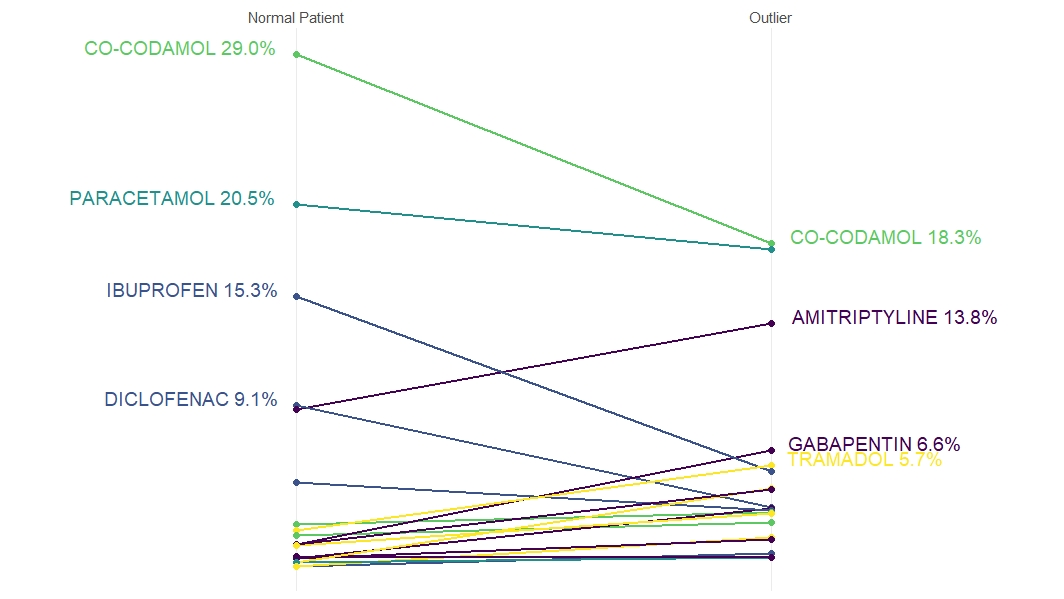 Normal Patient
Outlier
CO-CODAMOL 29.0%
PARACETAMOL 20.5%
CO-CODAMOL 18.3%
IBUPROFEN 15.3%
AMITRIPTYLINE 13.8%
DICLOFENAC 9.1%
GABAPENTIN 6.6%
TRAMADOL 5.7%